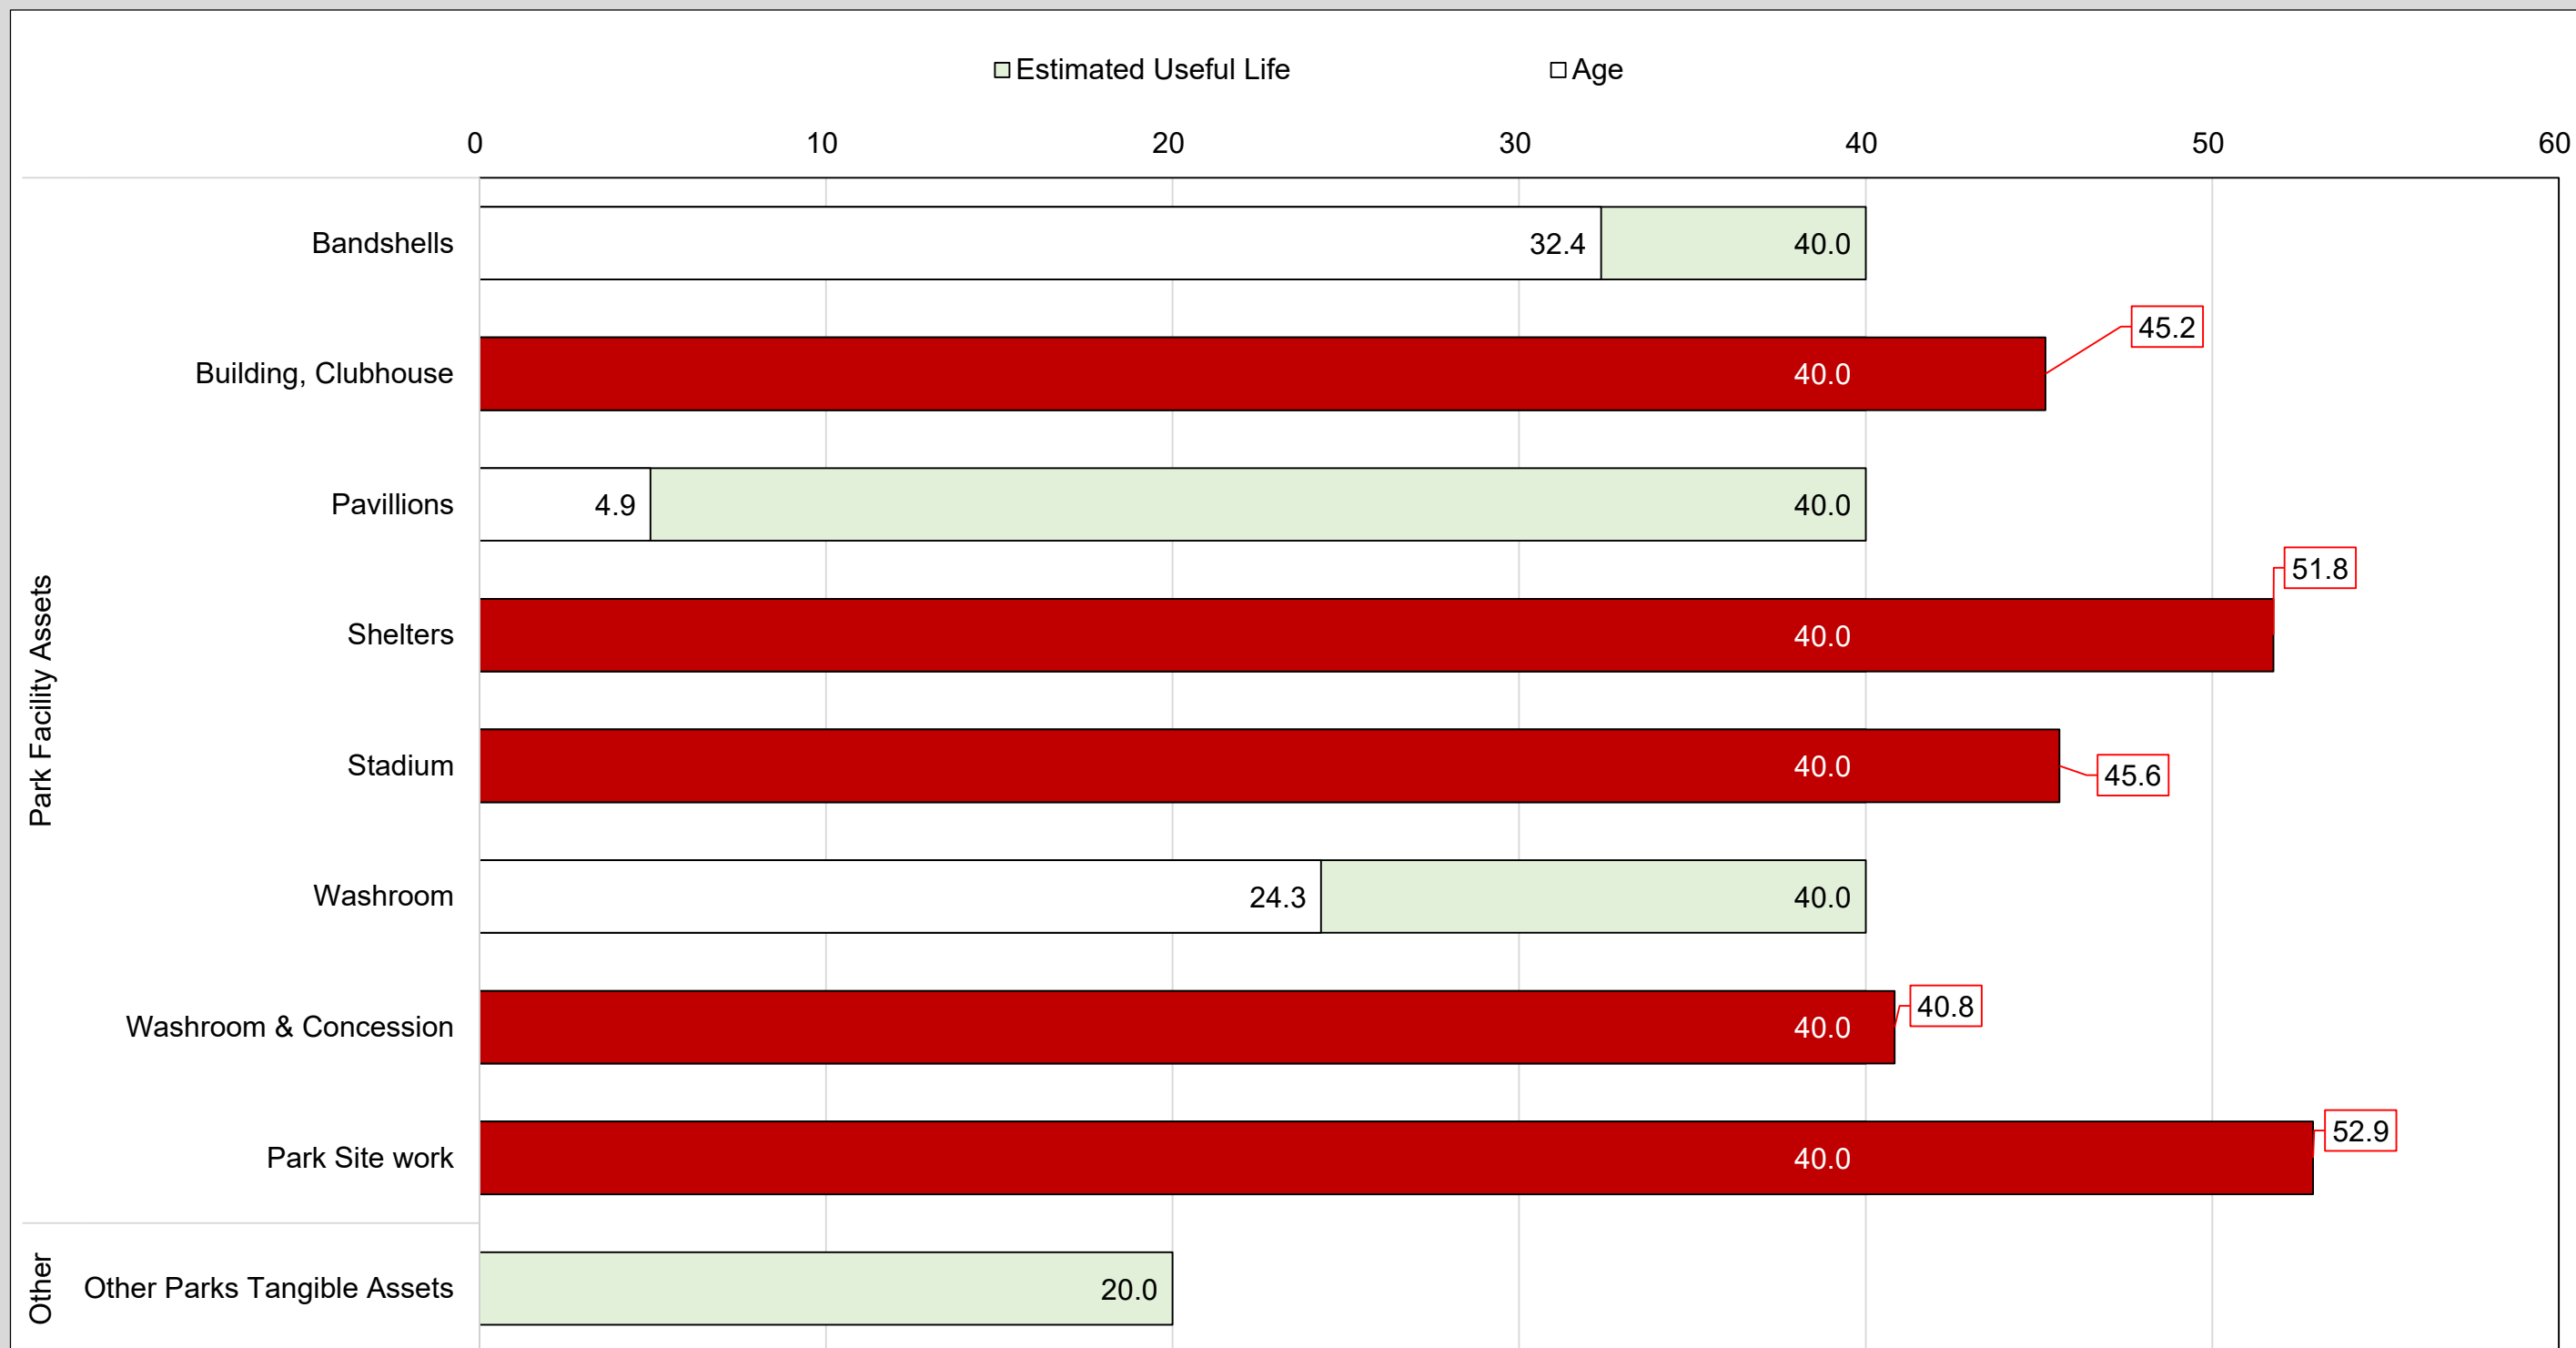 Estimated Useful Life
Age
0 10 20 30 40 50 60
Park Facility Assets
Bandshells 32.4 40.0
Building, Clubhouse 40.0 45.2
Pavillions 4.9 40.0
Shelters 40.0 51.8
Stadium 40.0 45.6
Washroom 24.3 40.0
Washroom & Concession 40.0 40.8
Park Site work 40.0 52.9
Other
Other Parks Tangible Assets 20.0